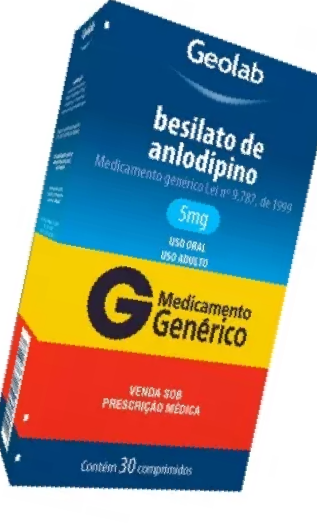 Geolab
besilato de
anlodipino
Medicamento genérico Lei nº 9.787, de 1999
5mg
USO ORAL
USO ADULTO
G Medicamento
Genérico
VENDA SOB
PRESCRIÇÃO MÉDICA
Contém 30 comprimidos